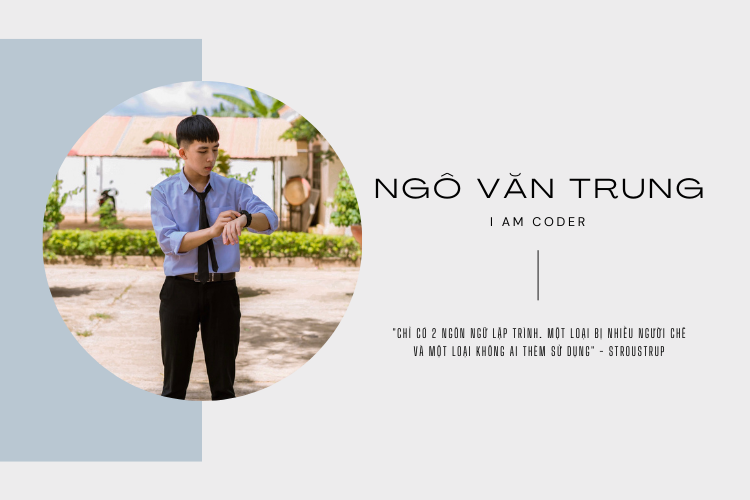 NGÔ VĂN TRUNG
I AM CODER
"CHỈ CÓ 2 NGÔN NGỮ LẬP TRÌNH. MỘT LOẠI BỊ NHIỀU NGƯỜI CHÊ
VÀ MỘT LOẠI KHÔNG AI THÈM SỬ DỤNG" - STROUSTRUP